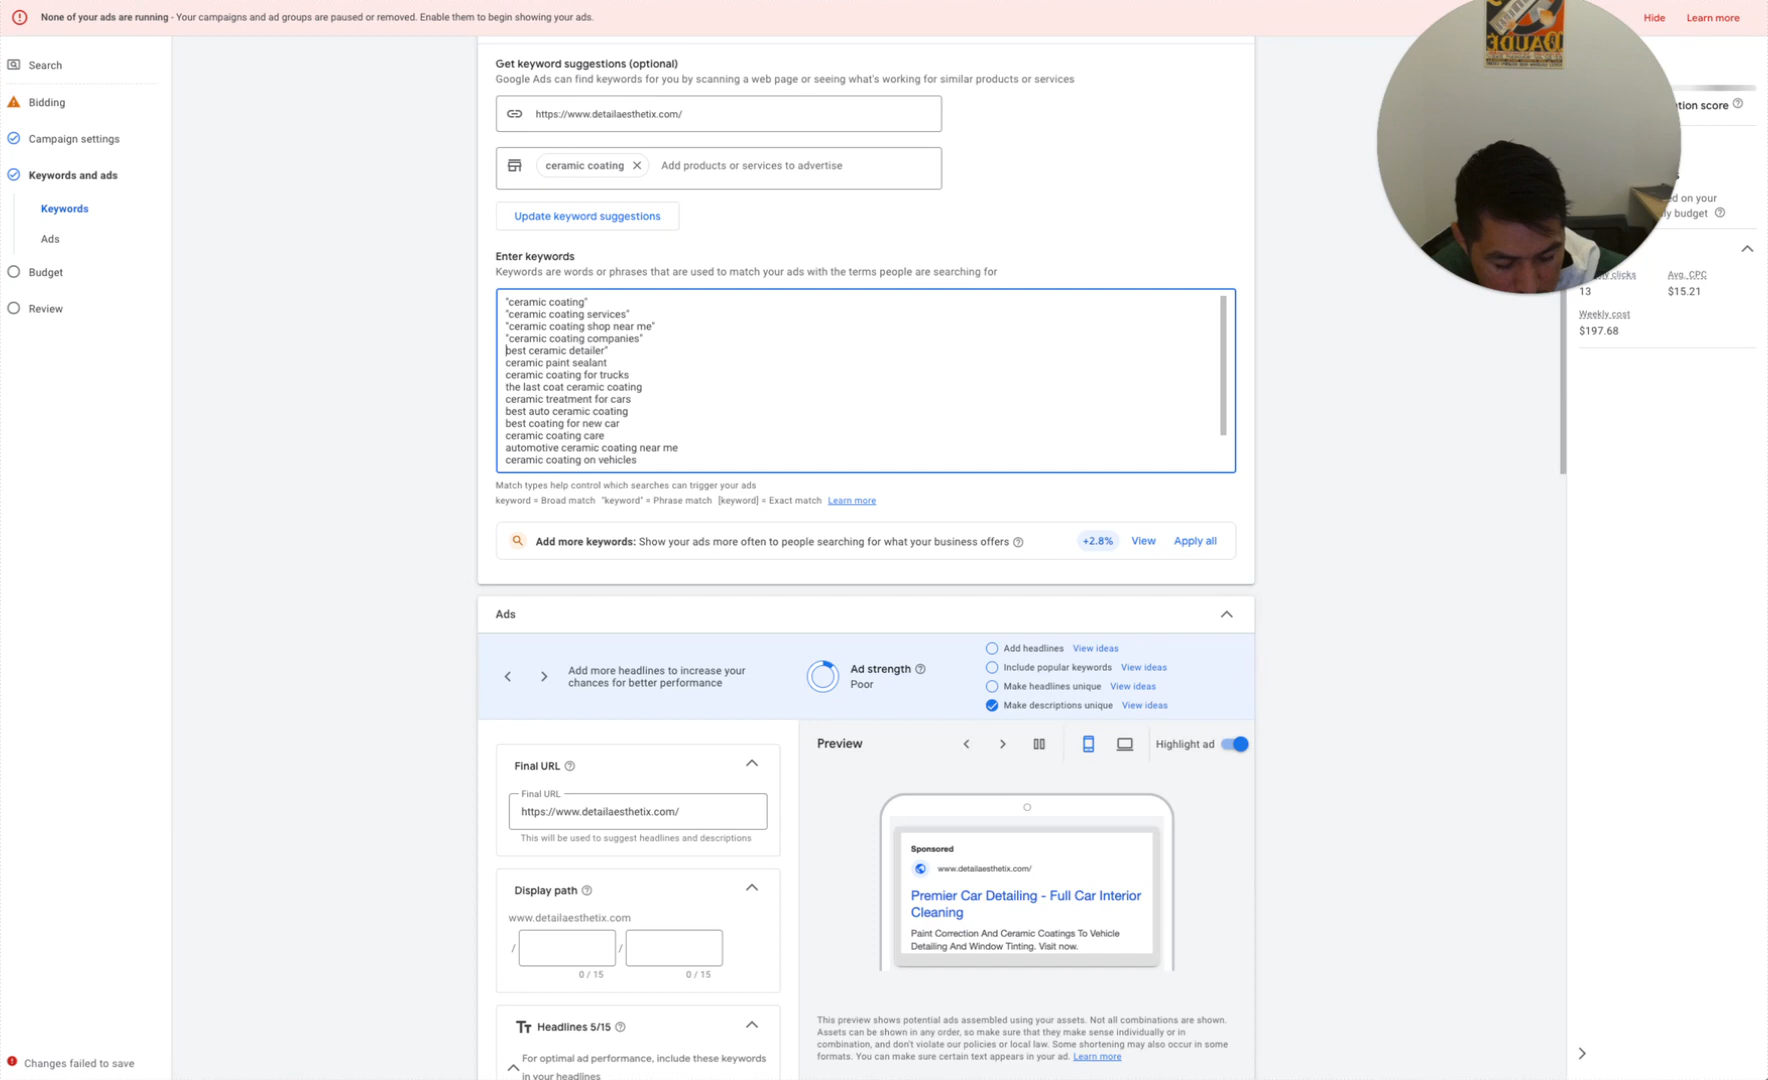 None of your ads are running - Your campaigns and ad groups are paused or removed. Enable them to begin showing your ads.
Hide
Learn more
Search
Bidding
Campaign settings
Keywords and ads
Keywords
Ads
Budget
Review
Changes failed to save
Get keyword suggestions (optional)
Google Ads can find keywords for you by scanning a web page or seeing what's working for similar products or services
https://www.detailaesthetix.com/
ceramic coating
Add products or services to advertise
Update keyword suggestions
Enter keywords
Keywords are words or phrases that are used to match your ads with the terms people are searching for
"ceramic coating"
"ceramic coating services"
"ceramic coating shop near me"
"ceramic coating companies"
best ceramic detailer"
ceramic paint sealant
ceramic coating for trucks
the last coat ceramic coating
ceramic treatment for cars
best auto ceramic coating
best coating for new car
ceramic coating care
automotive ceramic coating near me
ceramic coating on vehicles
Match types help control which searches can trigger your ads
keyword = Broad match "keyword" = Phrase match [keyword] = Exact match Learn more
Add more keywords: Show your ads more often to people searching for what your business offers
+2.8%
View
Apply all
Ads
Add more headlines to increase your
chances for better performance
Ad strength
Poor
Add headlines View ideas
Include popular keywords View ideas
Make headlines unique View ideas
Make descriptions unique View ideas
Final URL
Final URL
https://www.detailaesthetix.com/
This will be used to suggest headlines and descriptions
Display path
www.detailaesthetix.com
/
/
0 / 15
0 / 15
Headlines 5/15
For optimal ad performance, include these keywords
in your headlines
Preview
Highlight ad
Sponsored
www.detailaesthetix.com/
Premier Car Detailing - Full Car Interior
Cleaning
Paint Correction And Ceramic Coatings To Vehicle
Detailing And Window Tinting. Visit now.
This preview shows potential ads assembled using your assets. Not all combinations are shown.
Assets can be shown in any order, so make sure that they make sense individually or in
combination, and don't violate our policies or local law. Some shortening may also occur in some
formats. You can make sure certain text appears in your ad. Learn more
score
ed on your
budget
clicks
13
Avg. CPC
$15.21
Weekly cost
$197.68